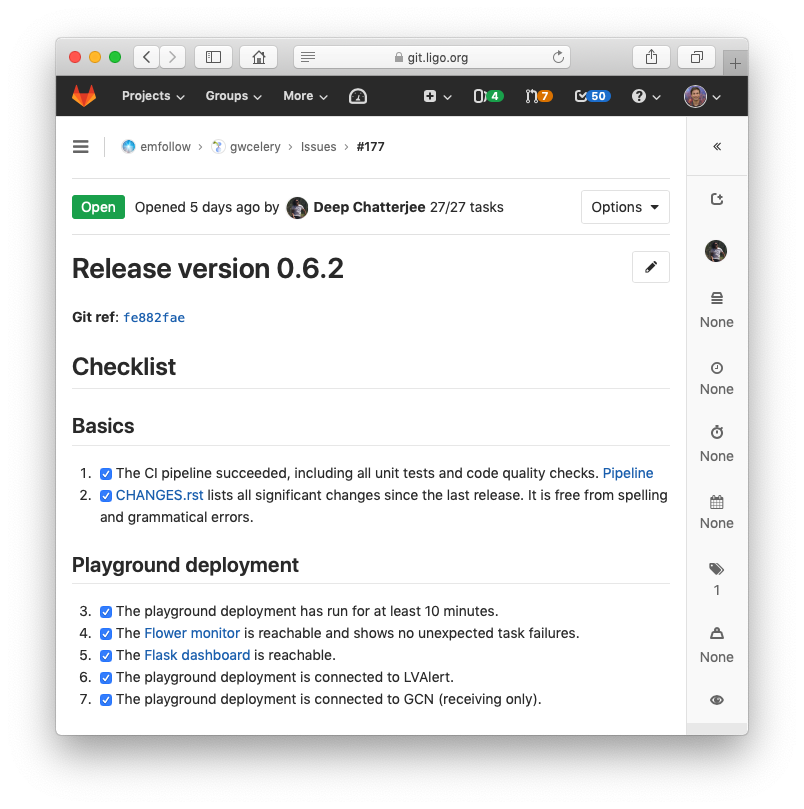 git.ligo.org
Projects Groups More 4 7 50
emfollow › gwcelery › Issues › #177
Open Opened 5 days ago by Deep Chatterjee 27/27 tasks Options
Release version 0.6.2
Git ref: fe882fae
None
Checklist
None
Basics
None
1. The CI pipeline succeeded, including all unit tests and code quality checks. Pipeline
2. CHANGES.rst lists all significant changes since the last release. It is free from spelling
and grammatical errors.
None
Playground deployment
1
3. The playground deployment has run for at least 10 minutes.
4. The Flower monitor is reachable and shows no unexpected task failures.
5. The Flask dashboard is reachable.
None
6. The playground deployment is connected to LVAlert.
7. The playground deployment is connected to GCN (receiving only).